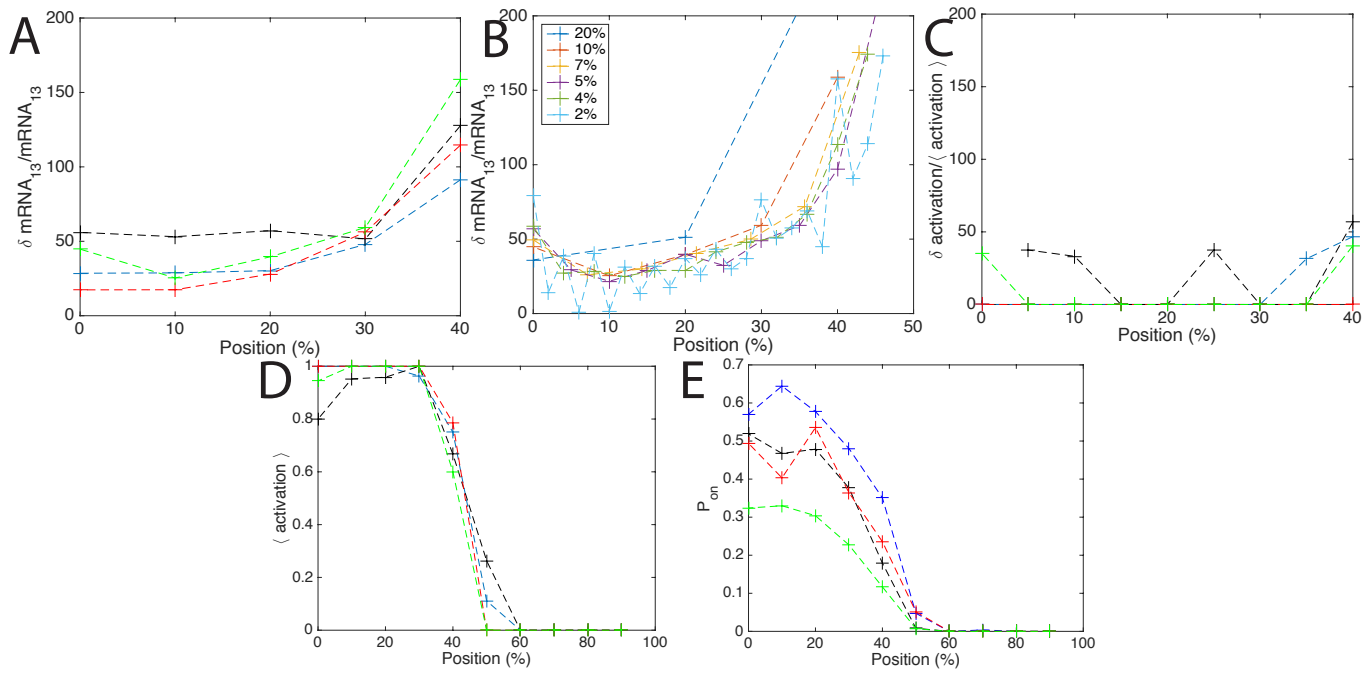 A
200
150
100
50
0
δ mRNA13/mRNA13
0 10 20 30 40
Position (%)
B
200
150
100
50
0
δ mRNA13/mRNA13
20%
10%
7%
5%
4%
2%
0 10 20 30 40 50
Position (%)
C
200
150
100
50
0
δ activation/⟨ activation ⟩
0 10 20 30 40
Position (%)
D
1
0.8
0.6
0.4
0.2
0
⟨ activation ⟩
0 20 40 60 80 100
Position (%)
E
0.7
0.6
0.5
0.4
0.3
0.2
0.1
0
Pon
0 20 40 60 80 100
Position (%)